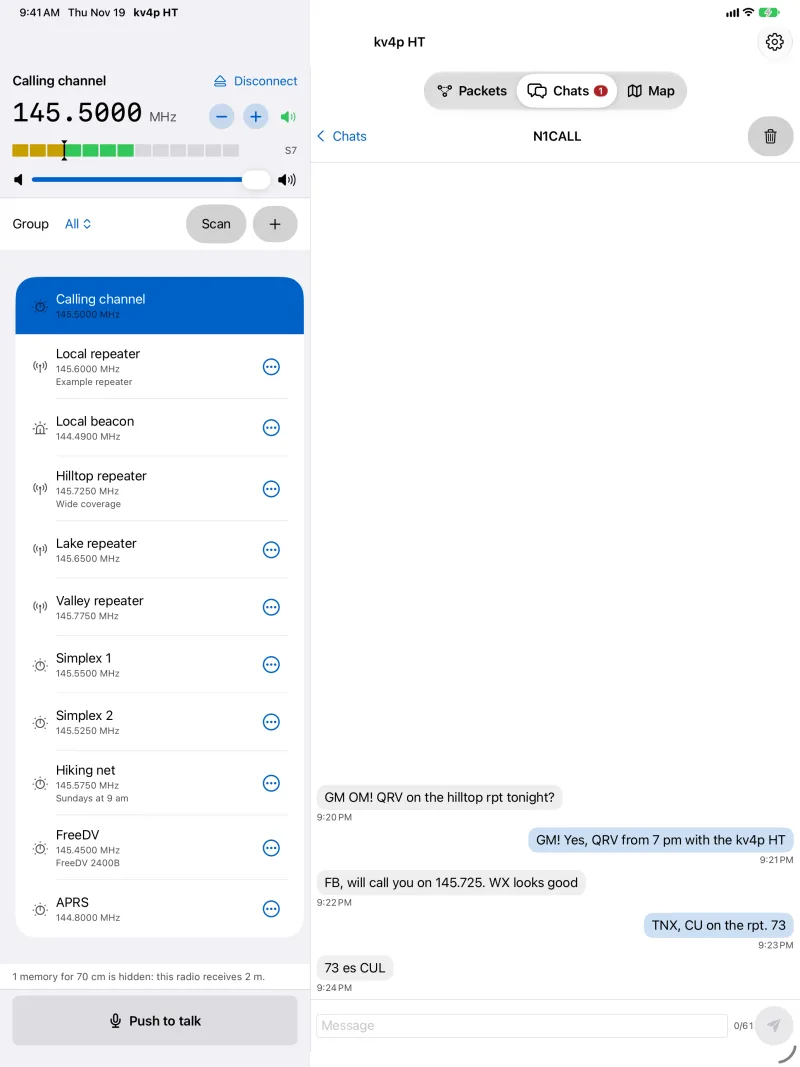 9:41 AM Thu Nov 19 kv4p HT
Calling channel
Disconnect
145.5000 MHz
S7
Group All
Scan
Calling channel
145.5000 MHz
Local repeater
145.6000 MHz
Example repeater
Local beacon
144.4900 MHz
Hilltop repeater
145.7250 MHz
Wide coverage
Lake repeater
145.6500 MHz
Valley repeater
145.7750 MHz
Simplex 1
145.5500 MHz
Simplex 2
145.5250 MHz
Hiking net
145.5750 MHz
Sundays at 9 am
FreeDV
145.4500 MHz
FreeDV 2400B
APRS
144.8000 MHz
1 memory for 70 cm is hidden: this radio receives 2 m.
Push to talk
kv4p HT
Packets
Chats 1
Map
Chats
N1CALL
GM OM! QRV on the hilltop rpt tonight?
9:20 PM
GM! Yes, QRV from 7 pm with the kv4p HT
9:21 PM
FB, will call you on 145.725. WX looks good
9:22 PM
TNX, CU on the rpt. 73
9:23 PM
73 es CUL
9:24 PM
Message
0/61